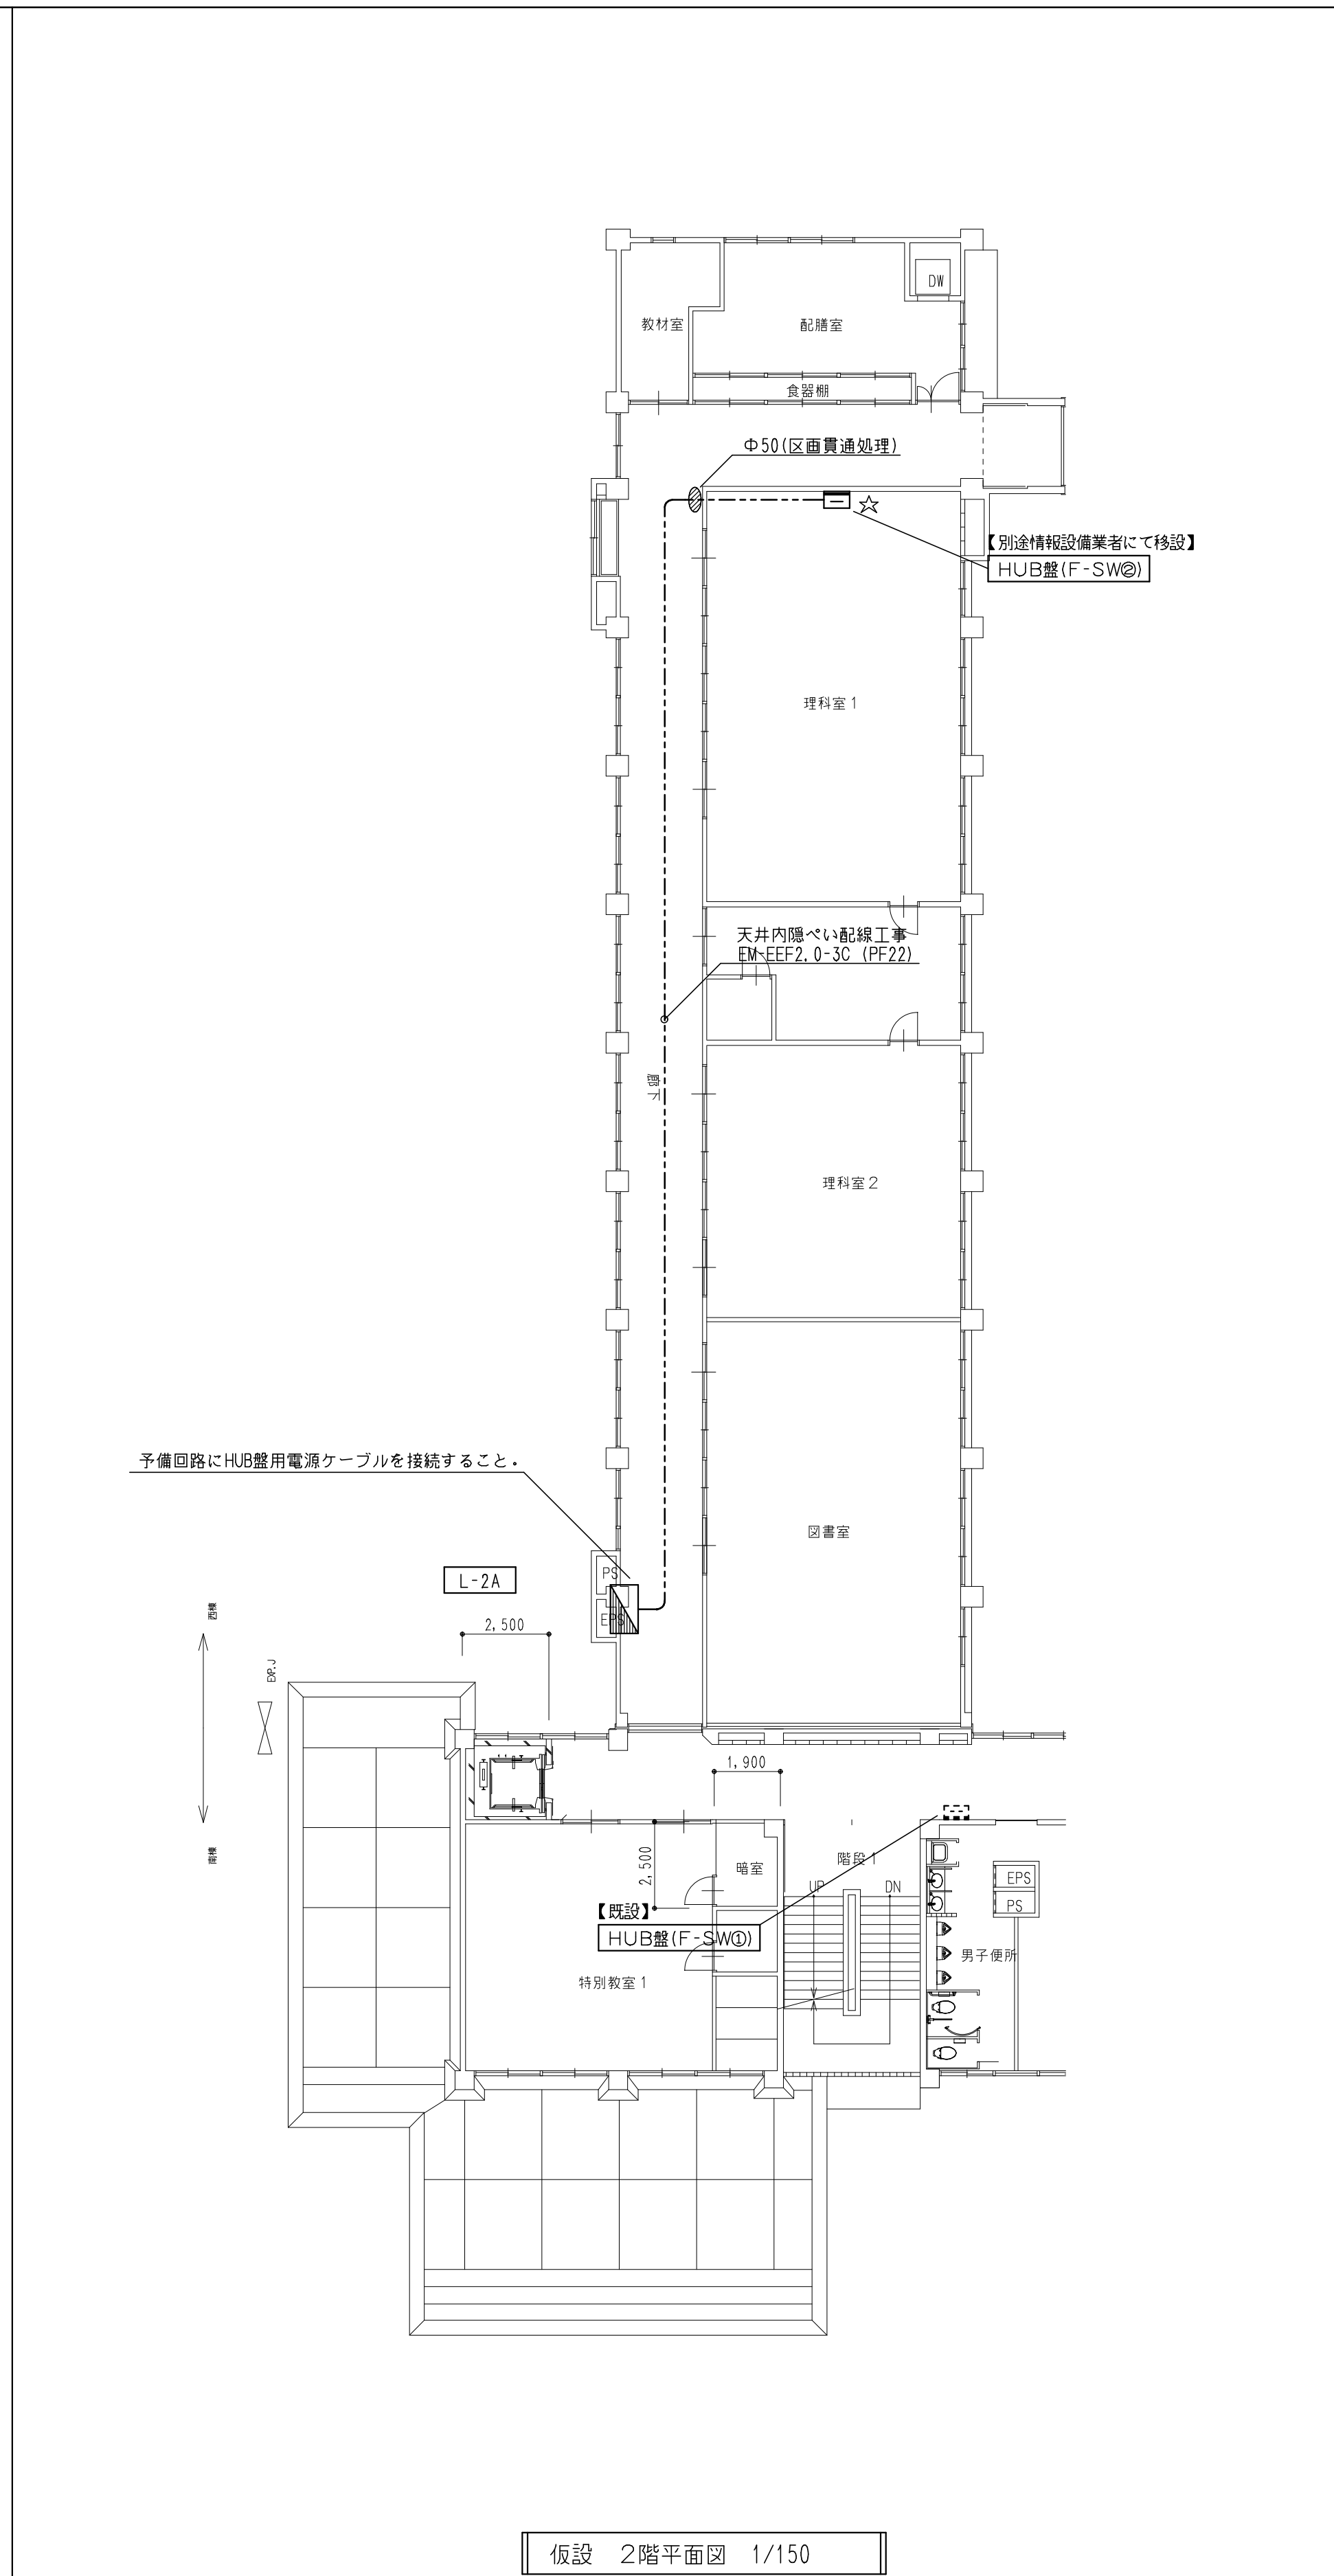 DW
教材室
配膳室
食器棚
Φ50(区画貫通処理)
【別途情報設備業者にて移設】
HUB盤(F-SW②)
理科室1
天井内隠ぺい配線工事
EM-EEF2.0-3C (PF22)
廊下
理科室2
予備回路にHUB盤用電源ケーブルを接続すること。
図書室
L-2A
PS
EPS
西棟
2,500
EXP.J
1,900
南棟
2,500
暗室
階段1
UP
DN
EPS
PS
【既設】
HUB盤(F-SW①)
男子便所
特別教室1
仮設 2階平面図 1/150